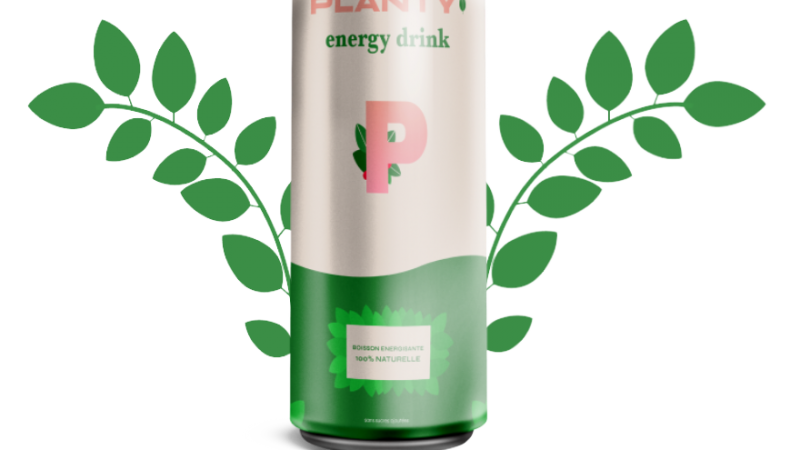 PLANTY
energy drink
P
BOISSON ENERGISANTE
100% NATURELLE